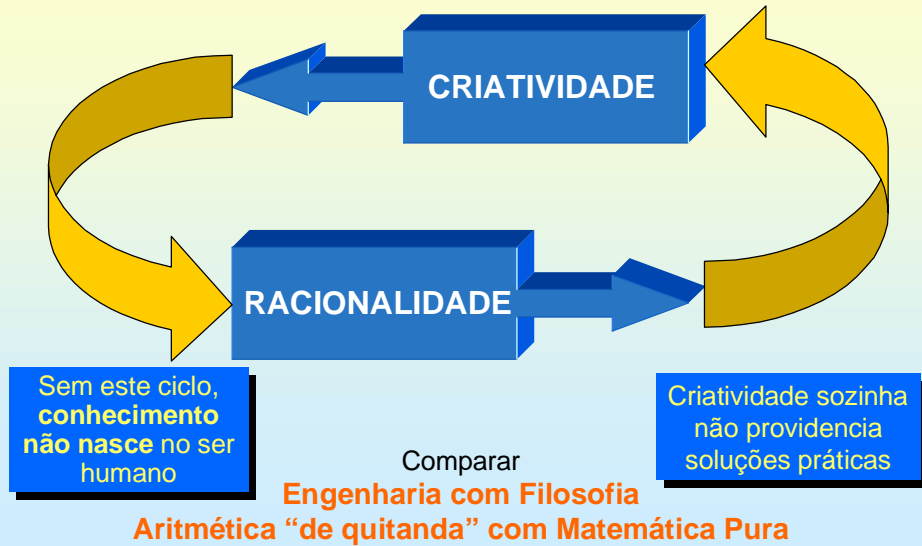 CRIATIVIDADE
RACIONALIDADE
Sem este ciclo,
conhecimento
não nasce no ser
humano
Criatividade sozinha
não providencia
soluções práticas
Comparar
Engenharia com Filosofia
Aritmética “de quitanda” com Matemática Pura